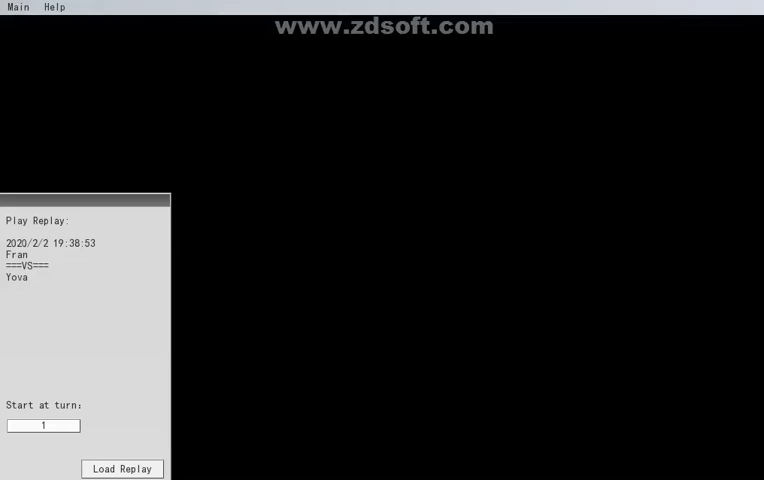 Main Help
www.zdsoft.com
Play Replay:
2020/2/2 19:38:53
Fran
===VS===
Yova
Start at turn:
1
Load Replay